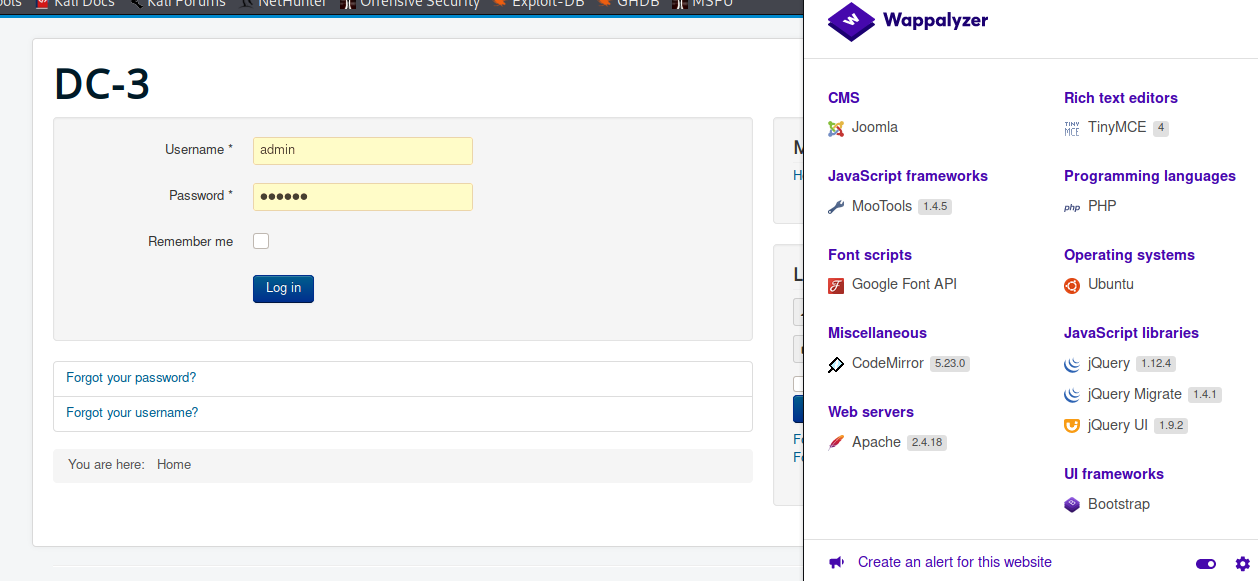 Kali Docs Kali Forums NetHunter Offensive Security Exploit-DB GHDB MSFU
DC-3
Username *
admin
Password *
●●●●●●
Remember me
Log in
Forgot your password?
Forgot your username?
You are here: Home
Wappalyzer
CMS
Joomla
JavaScript frameworks
MooTools 1.4.5
Font scripts
Google Font API
Miscellaneous
CodeMirror 5.23.0
Web servers
Apache 2.4.18
Rich text editors
TINY
MCE
TinyMCE 4
Programming languages
php PHP
Operating systems
Ubuntu
JavaScript libraries
jQuery 1.12.4
jQuery Migrate 1.4.1
jQuery UI 1.9.2
UI frameworks
Bootstrap
Create an alert for this website